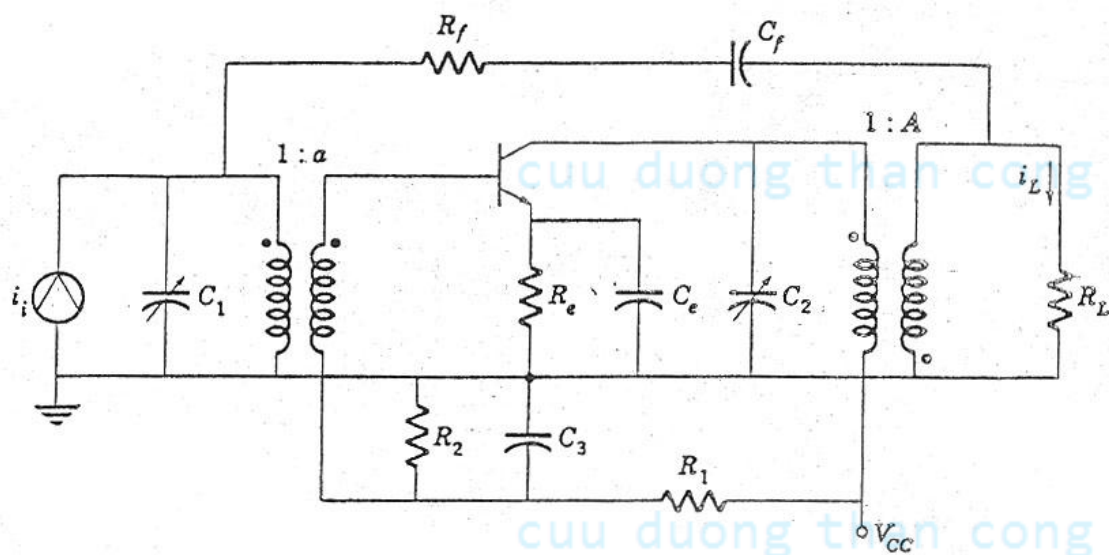 R_f
C_f
1 : a
1 : A
cuu duong than cong
i_L
i_i
C_1
R_e
C_e
C_2
R_L
R_2
C_3
R_1
V_CC
cuu duong than cong